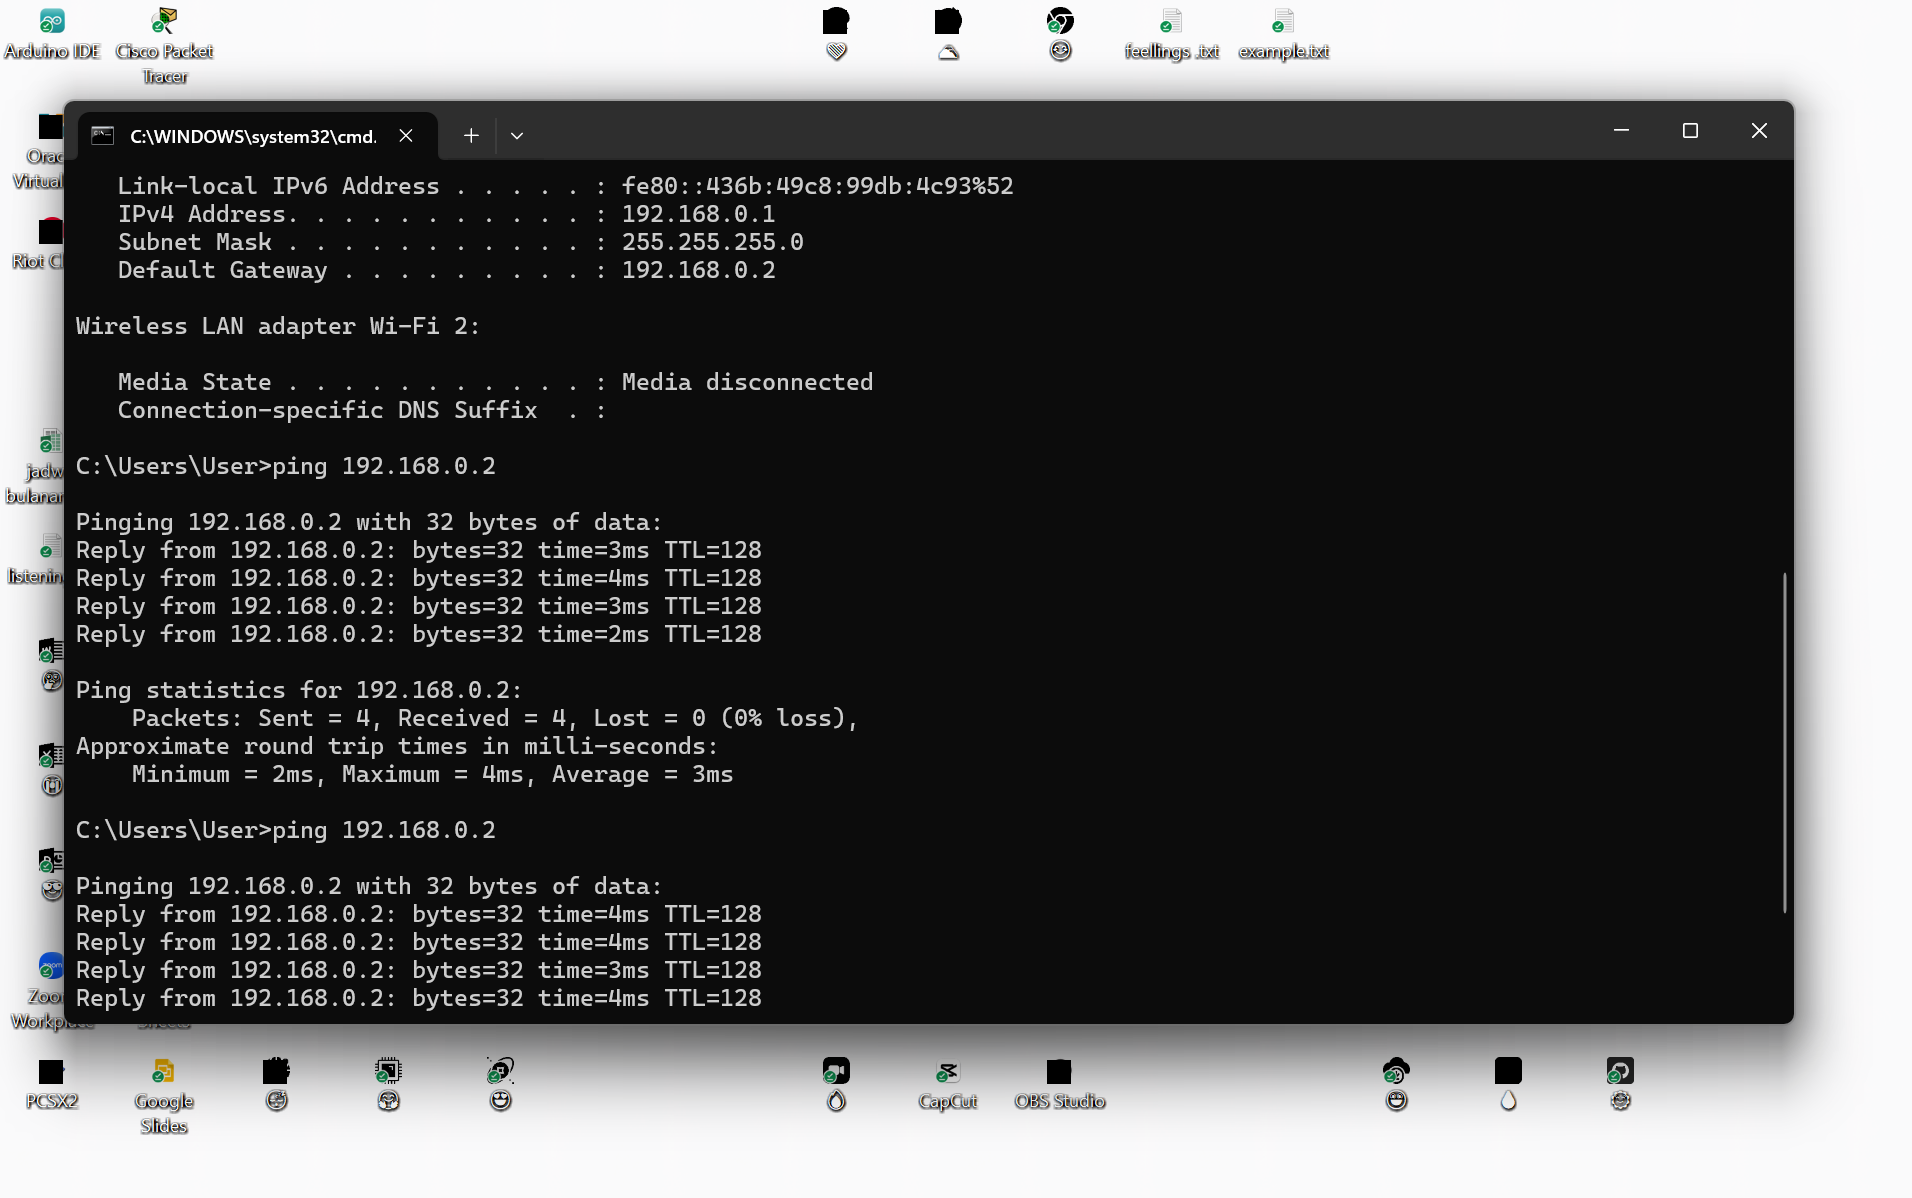 Arduino IDE
Cisco Packet
Tracer
feellings .txt
example.txt
C:\WINDOWS\system32\cmd.
Link-local IPv6 Address . . . . . : fe80::436b:49c8:99db:4c93%52
IPv4 Address. . . . . . . . . . . : 192.168.0.1
Subnet Mask . . . . . . . . . . . : 255.255.255.0
Default Gateway . . . . . . . . . : 192.168.0.2
Wireless LAN adapter Wi-Fi 2:
Media State . . . . . . . . . . . : Media disconnected
Connection-specific DNS Suffix  . :
C:\Users\User>ping 192.168.0.2
Pinging 192.168.0.2 with 32 bytes of data:
Reply from 192.168.0.2: bytes=32 time=3ms TTL=128
Reply from 192.168.0.2: bytes=32 time=4ms TTL=128
Reply from 192.168.0.2: bytes=32 time=3ms TTL=128
Reply from 192.168.0.2: bytes=32 time=2ms TTL=128
Ping statistics for 192.168.0.2:
Packets: Sent = 4, Received = 4, Lost = 0 (0% loss),
Approximate round trip times in milli-seconds:
Minimum = 2ms, Maximum = 4ms, Average = 3ms
C:\Users\User>ping 192.168.0.2
Pinging 192.168.0.2 with 32 bytes of data:
Reply from 192.168.0.2: bytes=32 time=4ms TTL=128
Reply from 192.168.0.2: bytes=32 time=4ms TTL=128
Reply from 192.168.0.2: bytes=32 time=3ms TTL=128
Reply from 192.168.0.2: bytes=32 time=4ms TTL=128
Virtual
Riot
PCSX2
Google
Slides
CapCut
OBS Studio